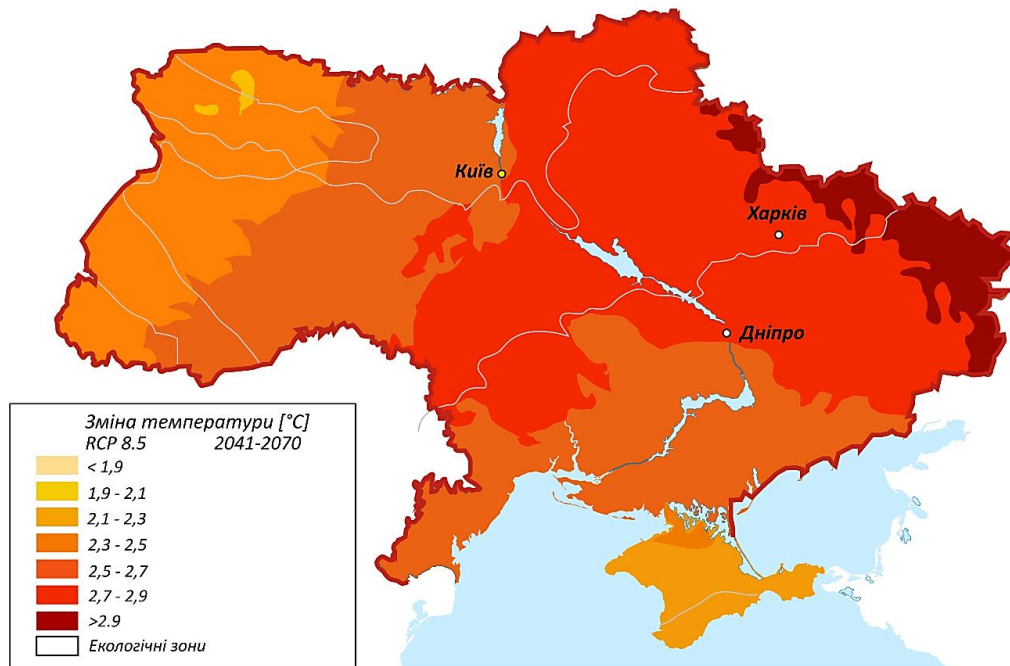 Київ
Харків
Дніпро
Зміна температури [°C]
RCP 8.5 2041-2070
< 1,9
1,9 - 2,1
2,1 - 2,3
2,3 - 2,5
2,5 - 2,7
2,7 - 2,9
>2.9
Екологічні зони